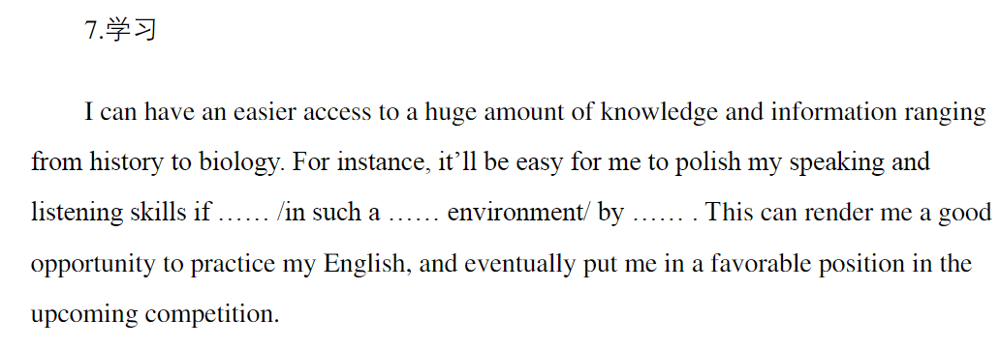 7.学习
I can have an easier access to a huge amount of knowledge and information ranging
from history to biology. For instance, it’ll be easy for me to polish my speaking and
listening skills if …… /in such a …… environment/ by …… . This can render me a good
opportunity to practice my English, and eventually put me in a favorable position in the
upcoming competition.